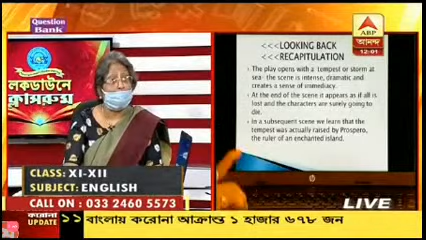 Question
Bank
লকডাউনে
ক্লাসরুম
CLASS: XI-XII
SUBJECT: ENGLISH
CALL ON : 033 2460 5573
<<<LOOKING BACK
<<<RECAPITULATION
The play opens with a tempest or storm at
sea- the scene is intense, dramatic and
creates a sense of immediacy.
At the end of the scene it appears as if all is
lost and the characters are surely going to
die.
In a subsequent scene we learn that the
tempest was actually raised by Prospero,
the ruler of an enchanted island.
abp
ABP
আনন্দ
12:01
LIVE
করোনা
UPDATE
১১ বাংলায় করোনা আক্রান্ত ১ হাজার ৬৭৮ জন